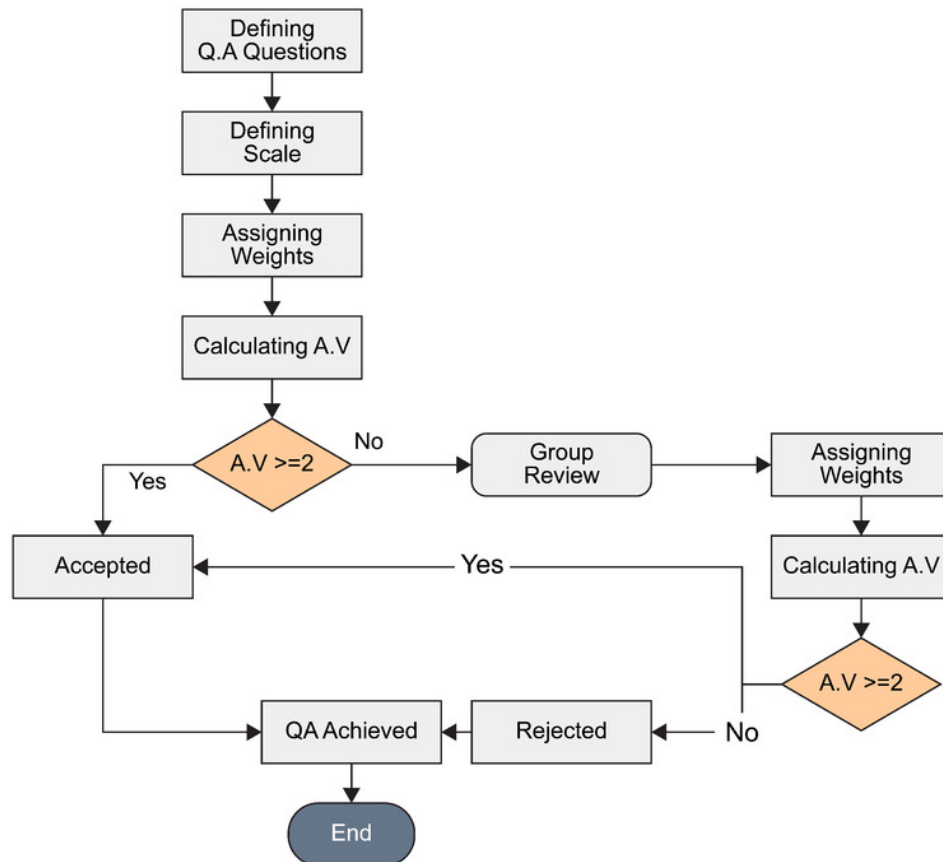 Defining
Q.A Questions
Defining
Scale
Assigning
Weights
Calculating A.V
A.V >=2
No
Yes
Group
Review
Assigning
Weights
Accepted
Yes
Calculating A.V
A.V >=2
QA Achieved
Rejected
No
End